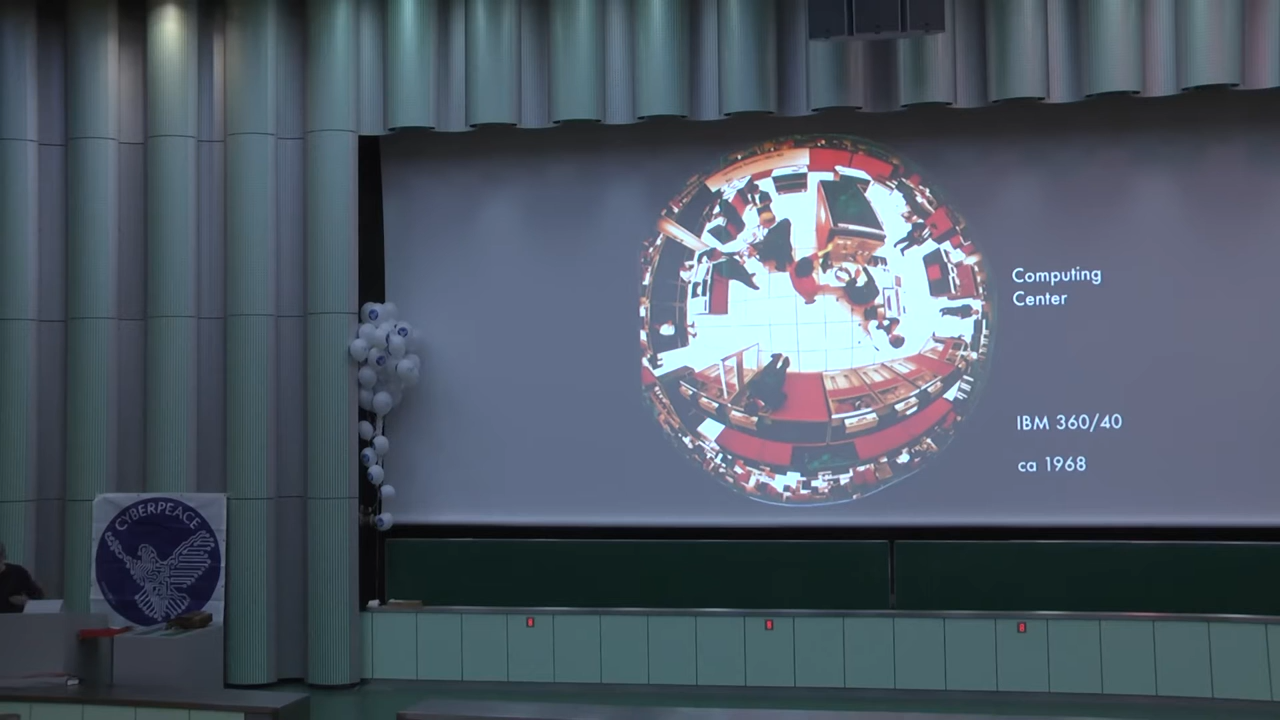 Computing
Center
IBM 360/40
ca 1968
CYBERPEACE